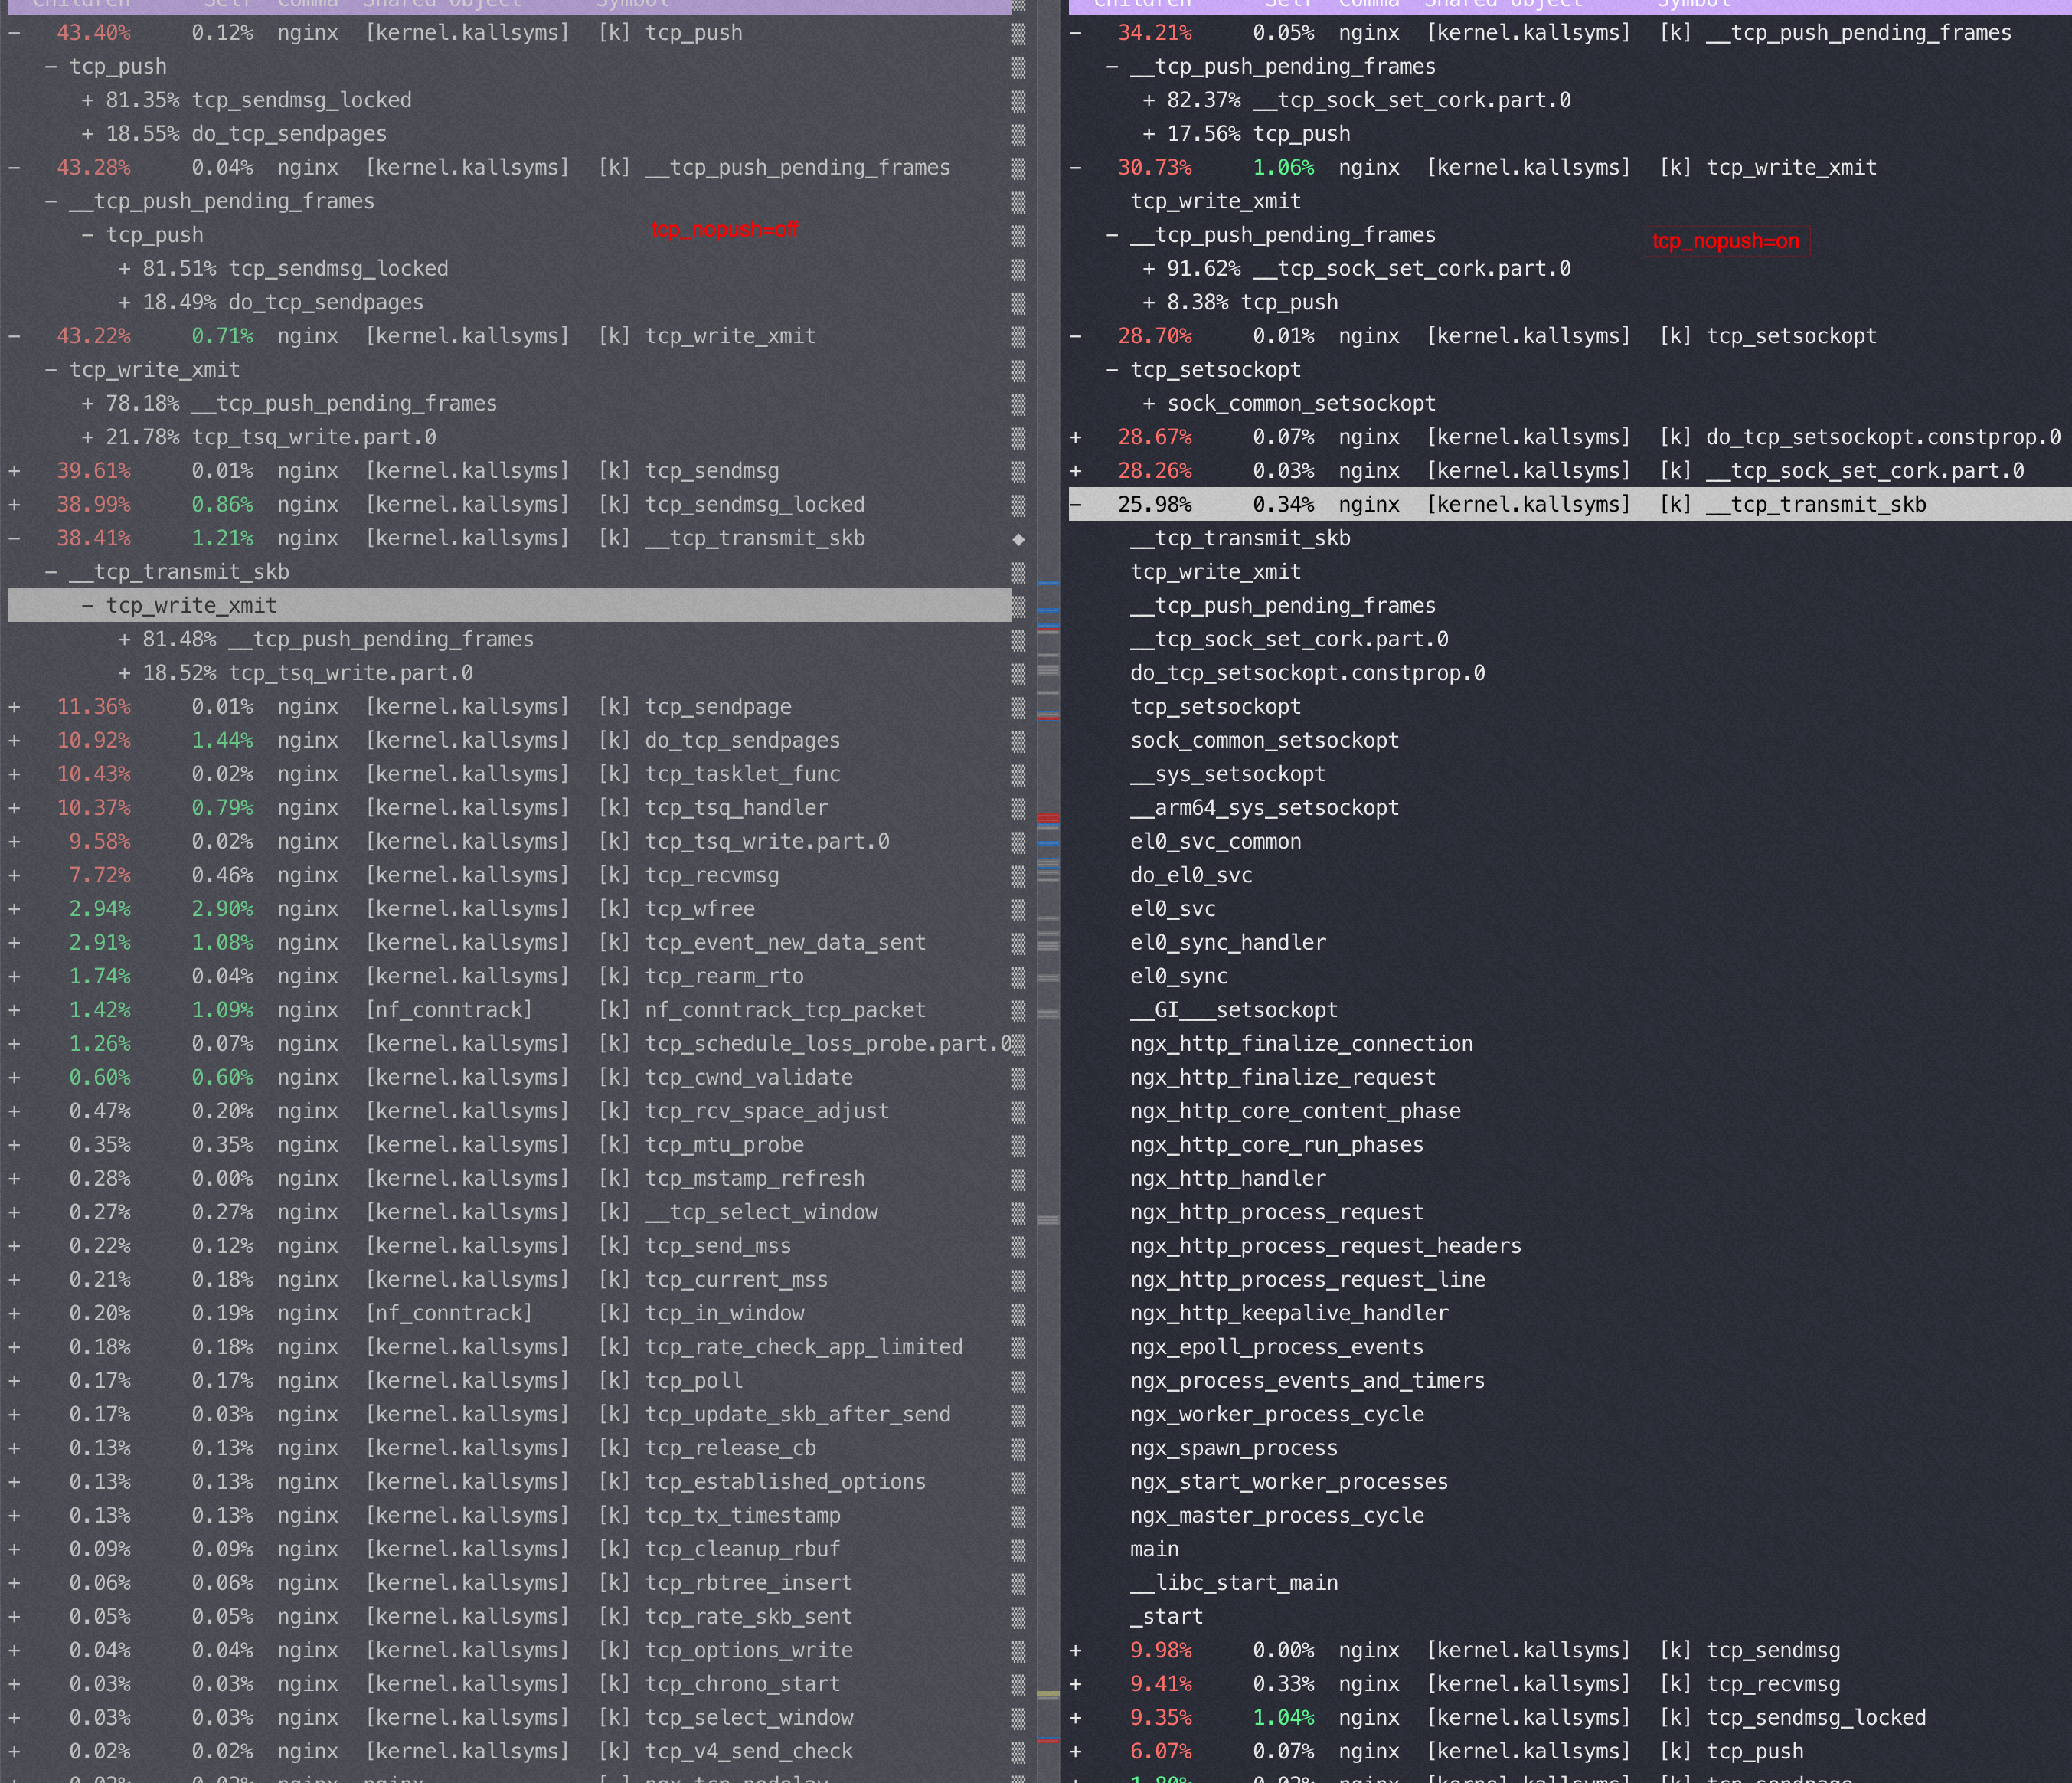 Children Self Comma Shared Object Symbol
− 43.40% 0.12% nginx [kernel.kallsyms] [k] tcp_push
− tcp_push
+ 81.35% tcp_sendmsg_locked
+ 18.55% do_tcp_sendpages
− 43.28% 0.04% nginx [kernel.kallsyms] [k] __tcp_push_pending_frames
− __tcp_push_pending_frames
− tcp_push
tcp_nopush=off
+ 81.51% tcp_sendmsg_locked
+ 18.49% do_tcp_sendpages
− 43.22% 0.71% nginx [kernel.kallsyms] [k] tcp_write_xmit
− tcp_write_xmit
+ 78.18% __tcp_push_pending_frames
+ 21.78% tcp_tsq_write.part.0
+ 39.61% 0.01% nginx [kernel.kallsyms] [k] tcp_sendmsg
+ 38.99% 0.86% nginx [kernel.kallsyms] [k] tcp_sendmsg_locked
− 38.41% 1.21% nginx [kernel.kallsyms] [k] __tcp_transmit_skb
− __tcp_transmit_skb
− tcp_write_xmit
+ 81.48% __tcp_push_pending_frames
+ 18.52% tcp_tsq_write.part.0
+ 11.36% 0.01% nginx [kernel.kallsyms] [k] tcp_sendpage
+ 10.92% 1.44% nginx [kernel.kallsyms] [k] do_tcp_sendpages
+ 10.43% 0.02% nginx [kernel.kallsyms] [k] tcp_tasklet_func
+ 10.37% 0.79% nginx [kernel.kallsyms] [k] tcp_tsq_handler
+ 9.58% 0.02% nginx [kernel.kallsyms] [k] tcp_tsq_write.part.0
+ 7.72% 0.46% nginx [kernel.kallsyms] [k] tcp_recvmsg
+ 2.94% 2.90% nginx [kernel.kallsyms] [k] tcp_wfree
+ 2.91% 1.08% nginx [kernel.kallsyms] [k] tcp_event_new_data_sent
+ 1.74% 0.04% nginx [kernel.kallsyms] [k] tcp_rearm_rto
+ 1.42% 1.09% nginx [nf_conntrack] [k] nf_conntrack_tcp_packet
+ 1.26% 0.07% nginx [kernel.kallsyms] [k] tcp_schedule_loss_probe.part.0
+ 0.60% 0.60% nginx [kernel.kallsyms] [k] tcp_cwnd_validate
+ 0.47% 0.20% nginx [kernel.kallsyms] [k] tcp_rcv_space_adjust
+ 0.35% 0.35% nginx [kernel.kallsyms] [k] tcp_mtu_probe
+ 0.28% 0.00% nginx [kernel.kallsyms] [k] tcp_mstamp_refresh
+ 0.27% 0.27% nginx [kernel.kallsyms] [k] __tcp_select_window
+ 0.22% 0.12% nginx [kernel.kallsyms] [k] tcp_send_mss
+ 0.21% 0.18% nginx [kernel.kallsyms] [k] tcp_current_mss
+ 0.20% 0.19% nginx [nf_conntrack] [k] tcp_in_window
+ 0.18% 0.18% nginx [kernel.kallsyms] [k] tcp_rate_check_app_limited
+ 0.17% 0.17% nginx [kernel.kallsyms] [k] tcp_poll
+ 0.17% 0.03% nginx [kernel.kallsyms] [k] tcp_update_skb_after_send
+ 0.13% 0.13% nginx [kernel.kallsyms] [k] tcp_release_cb
+ 0.13% 0.13% nginx [kernel.kallsyms] [k] tcp_established_options
+ 0.13% 0.13% nginx [kernel.kallsyms] [k] tcp_tx_timestamp
+ 0.09% 0.09% nginx [kernel.kallsyms] [k] tcp_cleanup_rbuf
+ 0.06% 0.06% nginx [kernel.kallsyms] [k] tcp_rbtree_insert
+ 0.05% 0.05% nginx [kernel.kallsyms] [k] tcp_rate_skb_sent
+ 0.04% 0.04% nginx [kernel.kallsyms] [k] tcp_options_write
+ 0.03% 0.03% nginx [kernel.kallsyms] [k] tcp_chrono_start
+ 0.03% 0.03% nginx [kernel.kallsyms] [k] tcp_select_window
+ 0.02% 0.02% nginx [kernel.kallsyms] [k] tcp_v4_send_check
Children Self Comma Shared Object Symbol
− 34.21% 0.05% nginx [kernel.kallsyms] [k] __tcp_push_pending_frames
− __tcp_push_pending_frames
+ 82.37% __tcp_sock_set_cork.part.0
+ 17.56% tcp_push
− 30.73% 1.06% nginx [kernel.kallsyms] [k] tcp_write_xmit
tcp_write_xmit
− __tcp_push_pending_frames
tcp_nopush=on
+ 91.62% __tcp_sock_set_cork.part.0
+ 8.38% tcp_push
− 28.70% 0.01% nginx [kernel.kallsyms] [k] tcp_setsockopt
− tcp_setsockopt
+ sock_common_setsockopt
+ 28.67% 0.07% nginx [kernel.kallsyms] [k] do_tcp_setsockopt.constprop.0
+ 28.26% 0.03% nginx [kernel.kallsyms] [k] __tcp_sock_set_cork.part.0
− 25.98% 0.34% nginx [kernel.kallsyms] [k] __tcp_transmit_skb
__tcp_transmit_skb
tcp_write_xmit
__tcp_push_pending_frames
__tcp_sock_set_cork.part.0
do_tcp_setsockopt.constprop.0
tcp_setsockopt
sock_common_setsockopt
__sys_setsockopt
__arm64_sys_setsockopt
el0_svc_common
do_el0_svc
el0_svc
el0_sync_handler
el0_sync
__GI___setsockopt
ngx_http_finalize_connection
ngx_http_finalize_request
ngx_http_core_content_phase
ngx_http_core_run_phases
ngx_http_handler
ngx_http_process_request
ngx_http_process_request_headers
ngx_http_process_request_line
ngx_http_keepalive_handler
ngx_epoll_process_events
ngx_process_events_and_timers
ngx_worker_process_cycle
ngx_spawn_process
ngx_start_worker_processes
ngx_master_process_cycle
main
__libc_start_main
_start
+ 9.98% 0.00% nginx [kernel.kallsyms] [k] tcp_sendmsg
+ 9.41% 0.33% nginx [kernel.kallsyms] [k] tcp_recvmsg
+ 9.35% 1.04% nginx [kernel.kallsyms] [k] tcp_sendmsg_locked
+ 6.07% 0.07% nginx [kernel.kallsyms] [k] tcp_push